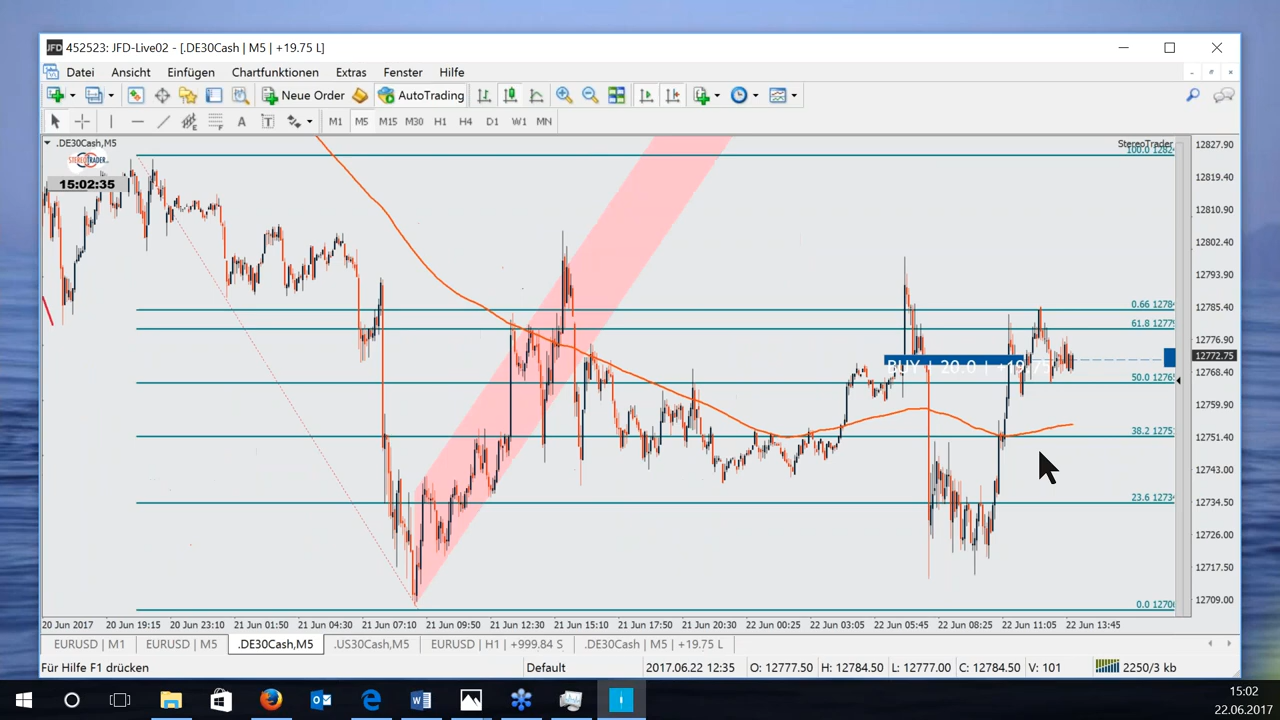 452523: JFD-Live02 - [.DE30Cash | M5 | +19.75 L]
Datei Ansicht Einfügen Chartfunktionen Extras Fenster Hilfe
Neue Order AutoTrading
M1 M5 M15 M30 H1 H4 D1 W1 MN
.DE30Cash,M5
StereoTrader
STEREOTRADER
15:02:35
100.0
0.66
61.8
50.0
38.2
23.6
0.0
BUY | 20.0 | +19.75
12827.90
12819.40
12810.90
12802.40
12793.90
12785.40
12776.90
12772.75
12768.40
12759.90
12751.40
12743.00
12734.50
12726.00
12717.50
12709.00
20 Jun 2017 20 Jun 19:15 20 Jun 23:10 21 Jun 01:50 21 Jun 07:10 21 Jun 09:50 21 Jun 12:30 21 Jun 15:10 21 Jun 17:50 21 Jun 20:30 22 Jun 00:25 22 Jun 03:05 22 Jun 05:45 22 Jun 08:25 22 Jun 11:05 22 Jun 13:45
EURUSD | M1 EURUSD | M5 .DE30Cash,M5 .US30Cash,M5 EURUSD | H1 | +999.84 S .DE30Cash | M5 | +19.75 L
Für Hilfe F1 drücken Default 2017.06.22 12:35 O: 12777.50 H: 12784.50 L: 12777.00 C: 12784.50 V: 101 2250/3 kb
15:02
22.06.2017